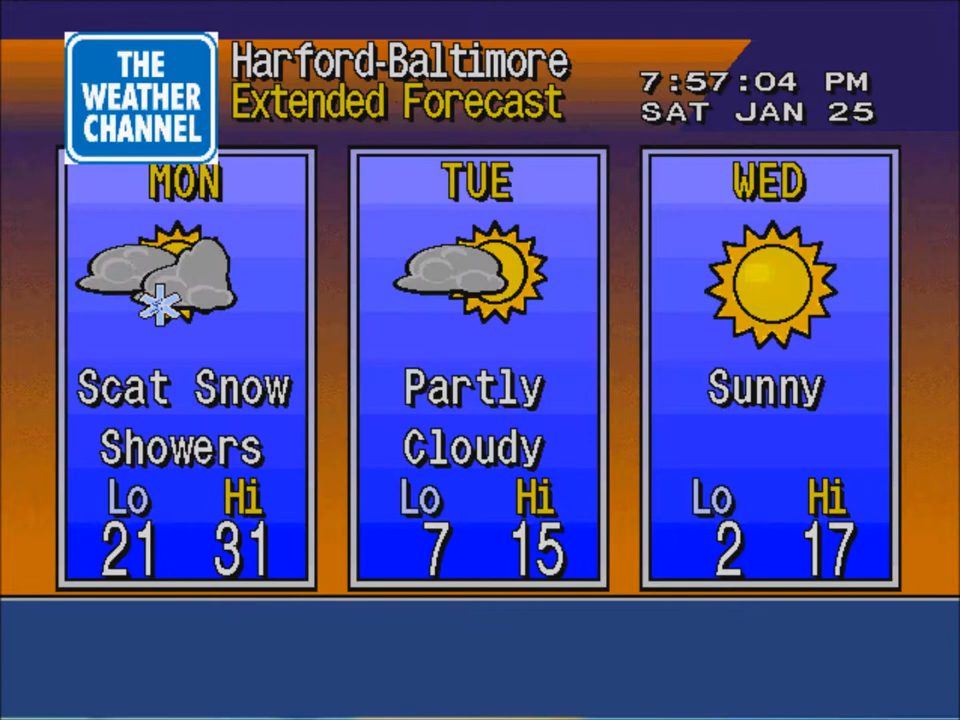 THE
WEATHER
CHANNEL
Harford-Baltimore
Extended Forecast
7:57:04 PM
SAT JAN 25
MON
Scat Snow
Showers
Lo Hi
21 31
TUE
Partly
Cloudy
Lo Hi
7 15
WED
Sunny
Lo Hi
2 17